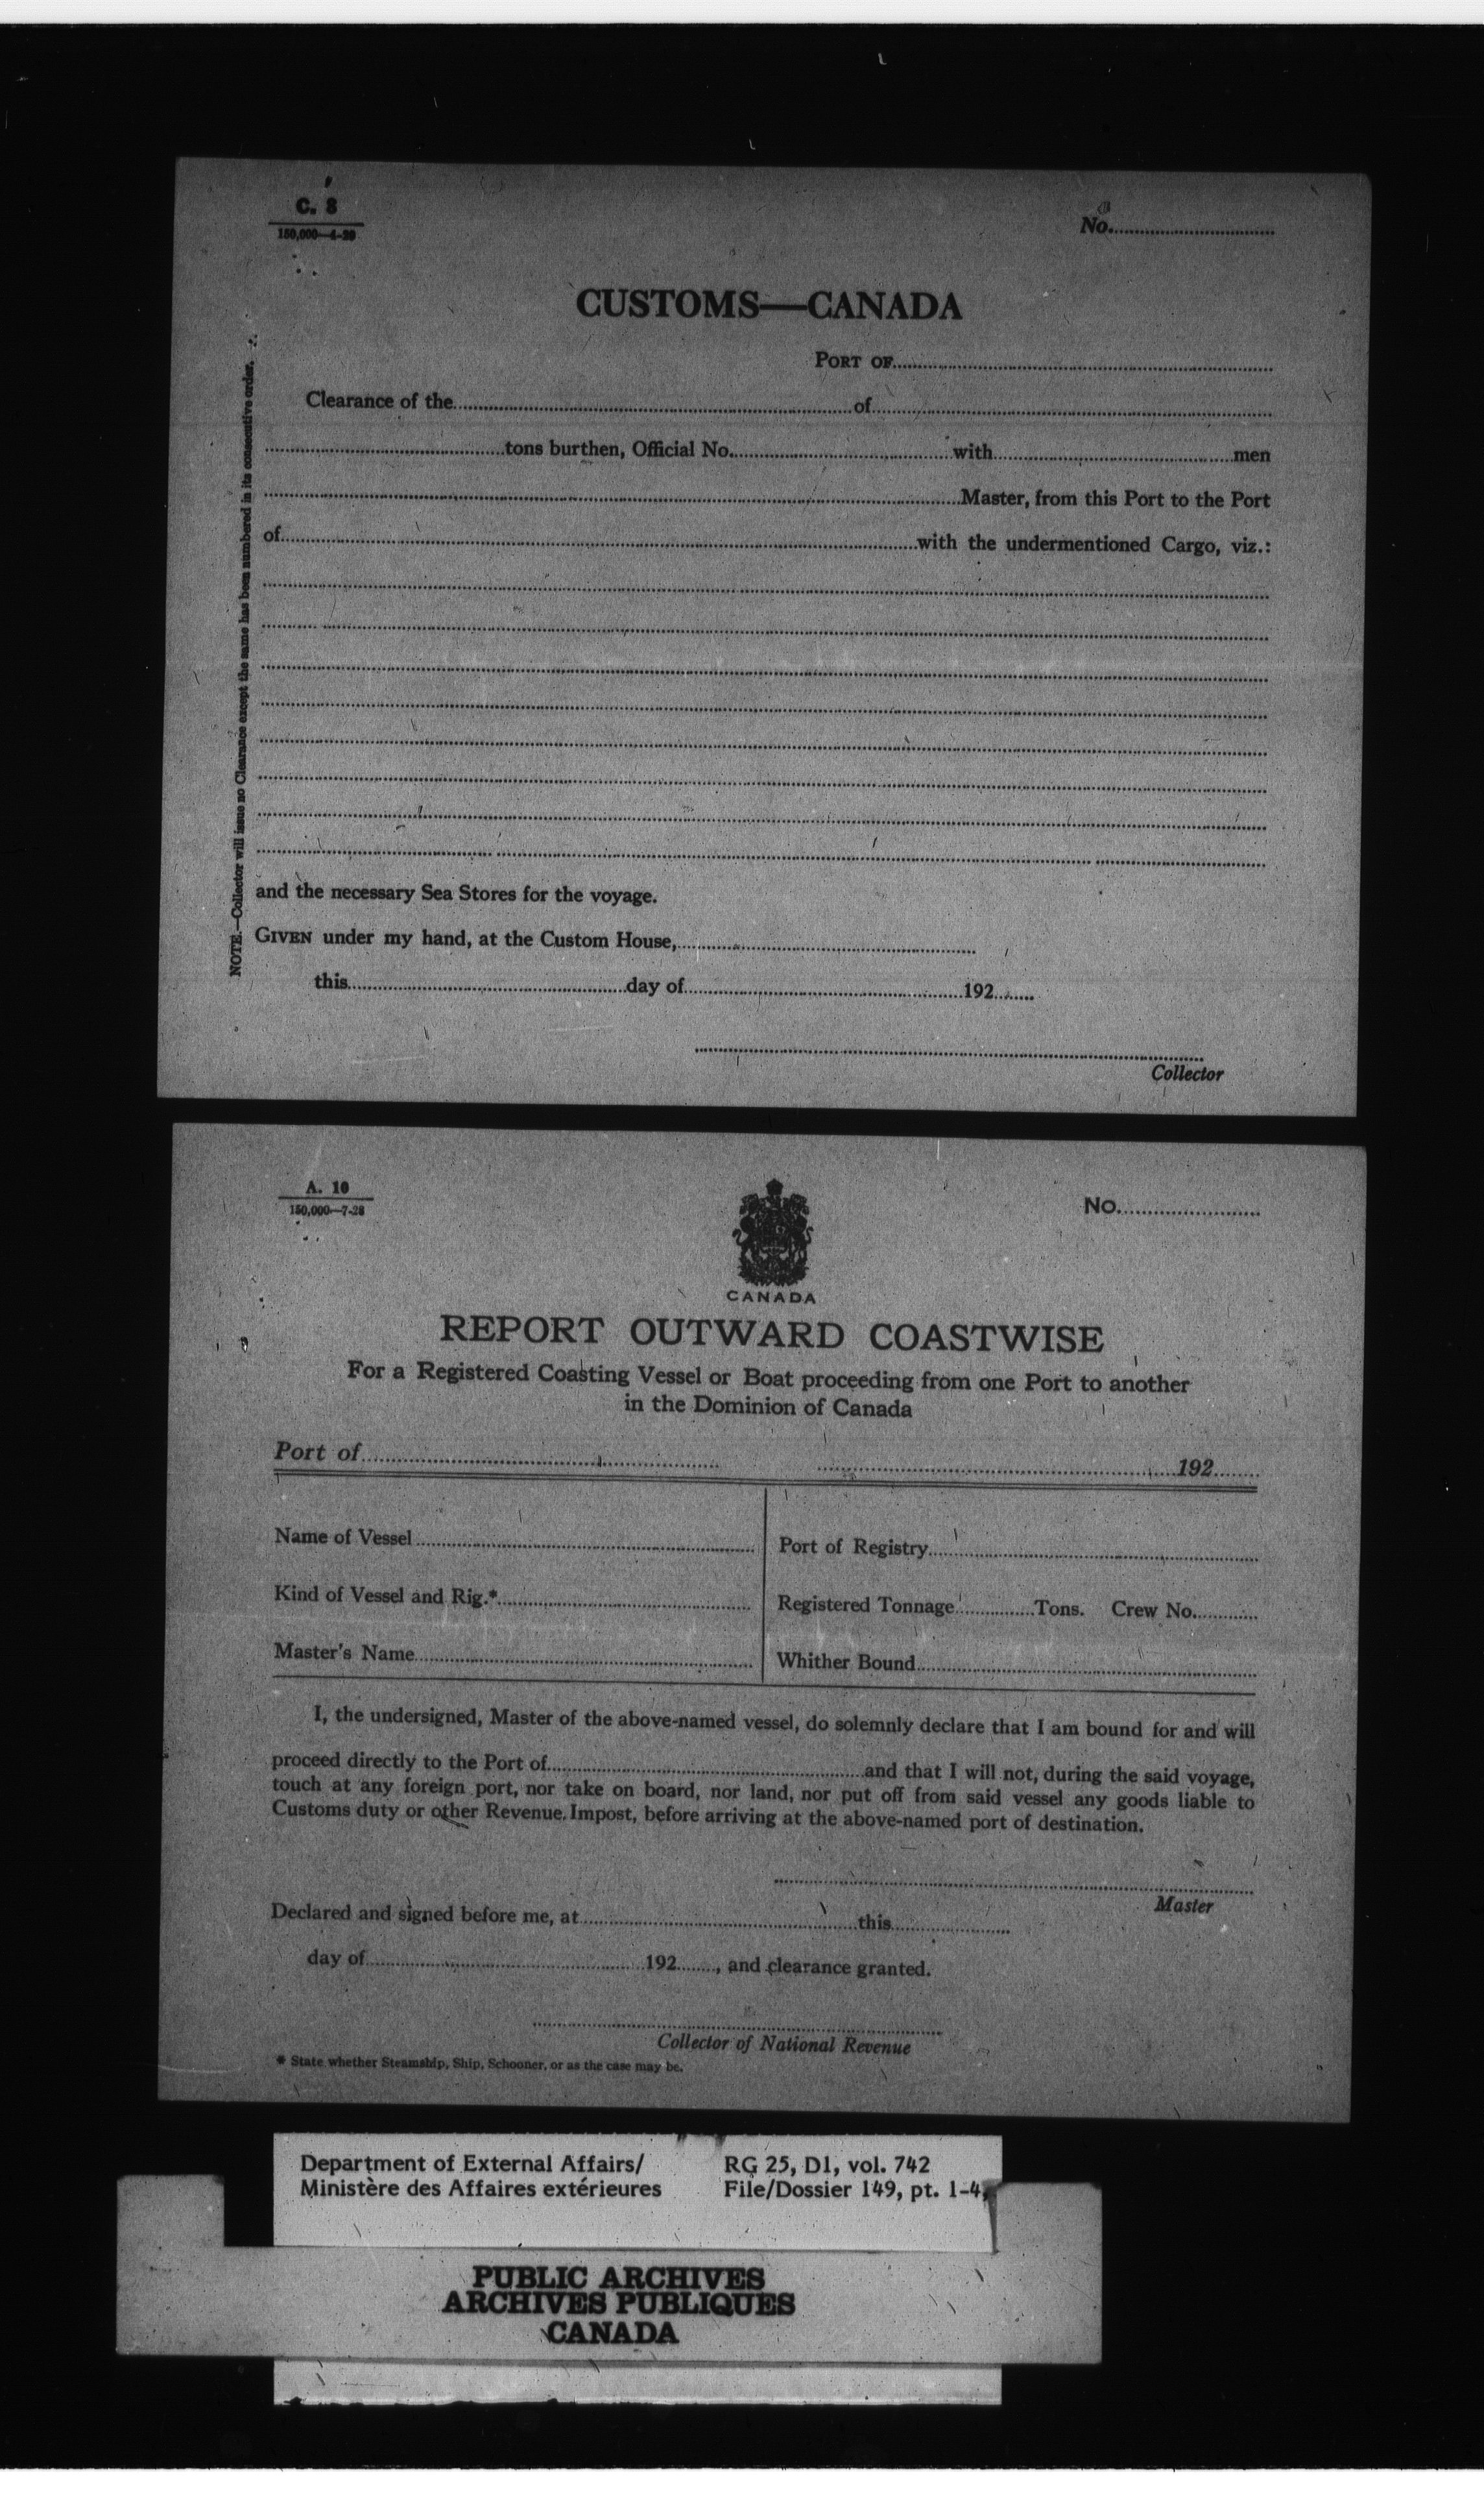 C. 8
150,000—4-29
No.
CUSTOMS—CANADA
PORT OF
Clearance of the of
tons burthen, Official No. with men
Master, from this Port to the Port
of with the undermentioned Cargo, viz.:
and the necessary Sea Stores for the voyage.
GIVEN under my hand, at the Custom House,
this day of 192
Collector
NOTE.—Collector will issue no Clearance except the same has been numbered in its consecutive order.
A. 10
150,000—7-28
No.
CANADA
REPORT OUTWARD COASTWISE
For a Registered Coasting Vessel or Boat proceeding from one Port to another
in the Dominion of Canada
Port of 192
Name of Vessel Port of Registry
Kind of Vessel and Rig.* Registered Tonnage Tons. Crew No.
Master's Name Whither Bound
I, the undersigned, Master of the above-named vessel, do solemnly declare that I am bound for and will
proceed directly to the Port of and that I will not, during the said voyage,
touch at any foreign port, nor take on board, nor land, nor put off from said vessel any goods liable to
Customs duty or other Revenue Impost, before arriving at the above-named port of destination.
Master
Declared and signed before me, at this
day of 192, and clearance granted.
Collector of National Revenue
* State whether Steamship, Ship, Schooner, or as the case may be.
Department of External Affairs/ RG 25, D1, vol. 742
Ministère des Affaires extérieures File/Dossier 149, pt. 1-4
PUBLIC ARCHIVES
ARCHIVES PUBLIQUES
CANADA